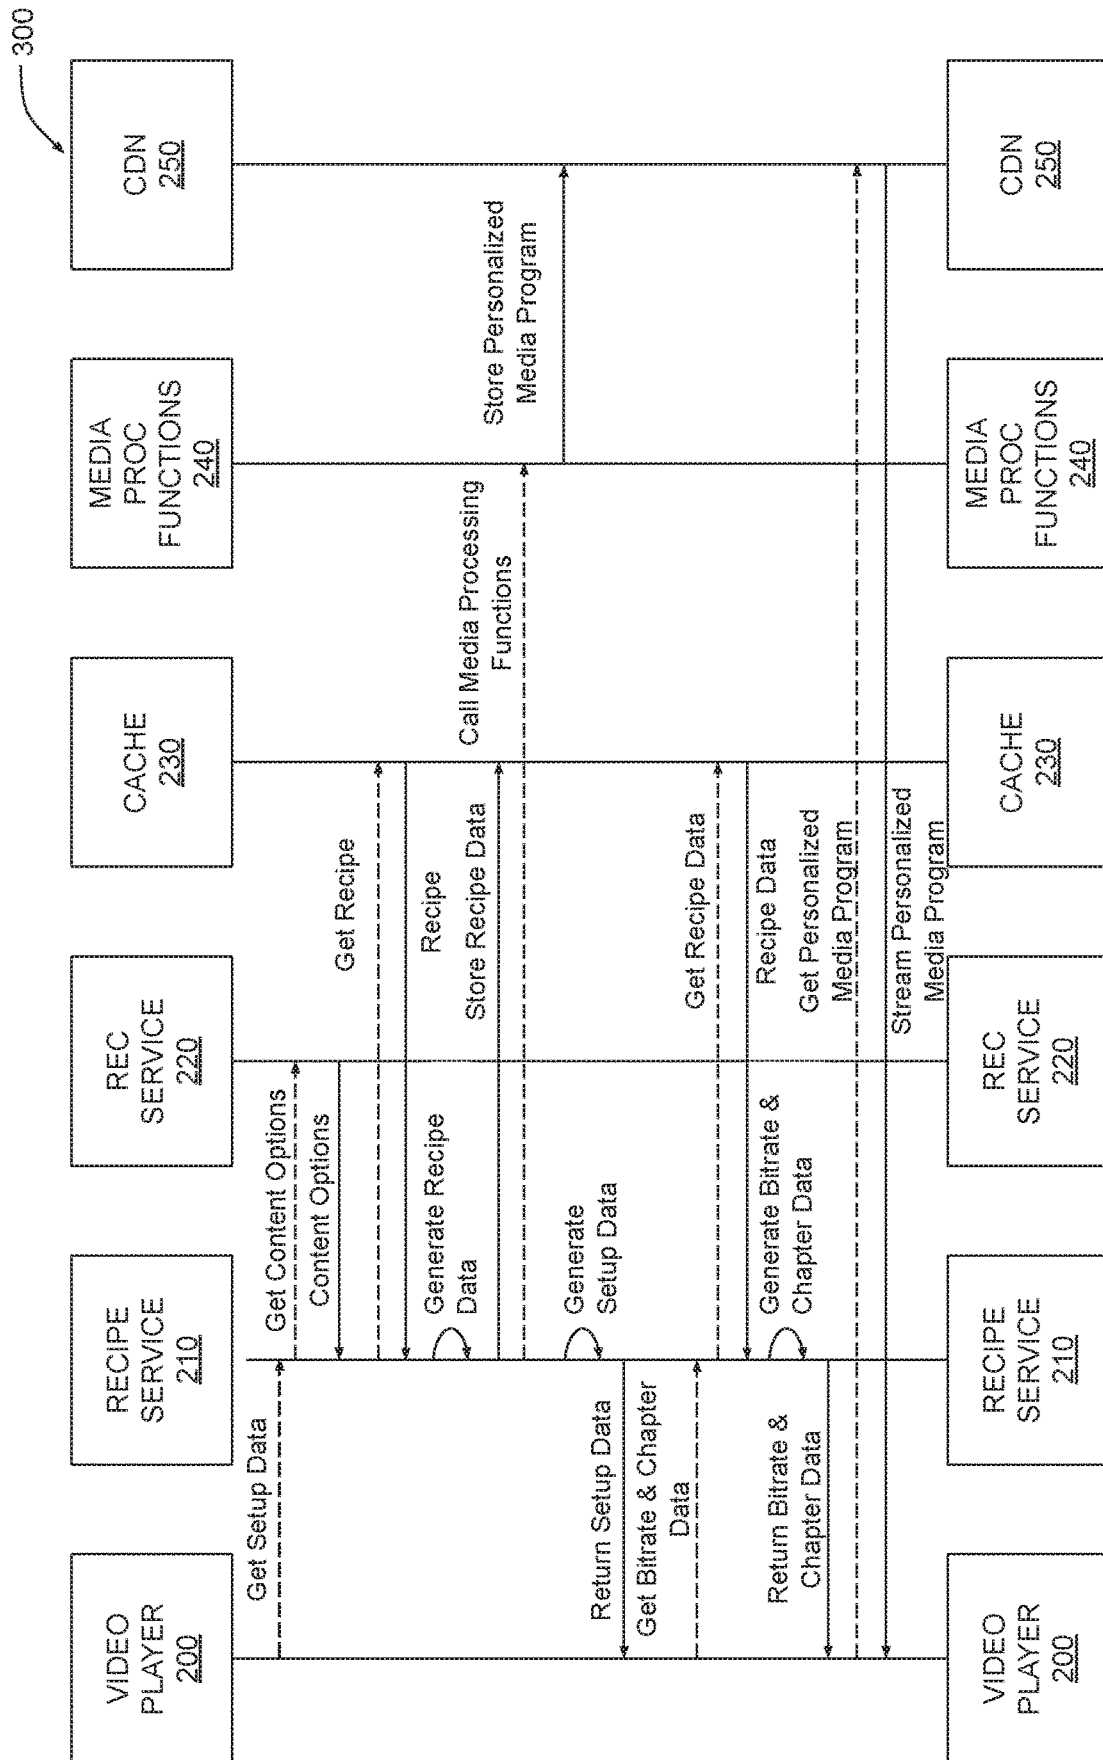 300
VIDEO
PLAYER
200
RECIPE
SERVICE
210
REC
SERVICE
220
CACHE
230
MEDIA
PROC
FUNCTIONS
240
CDN
250
Get Setup Data
Get Content Options
Content Options
Get Recipe
Recipe
Generate Recipe
Data
Store Recipe Data
Call Media Processing
Functions
Store Personalized
Media Program
Generate
Setup Data
Return Setup Data
Get Bitrate & Chapter
Data
Get Recipe Data
Recipe Data
Generate Bitrate &
Chapter Data
Return Bitrate &
Chapter Data
Get Personalized
Media Program
Stream Personalized
Media Program
VIDEO
PLAYER
200
RECIPE
SERVICE
210
REC
SERVICE
220
CACHE
230
MEDIA
PROC
FUNCTIONS
240
CDN
250